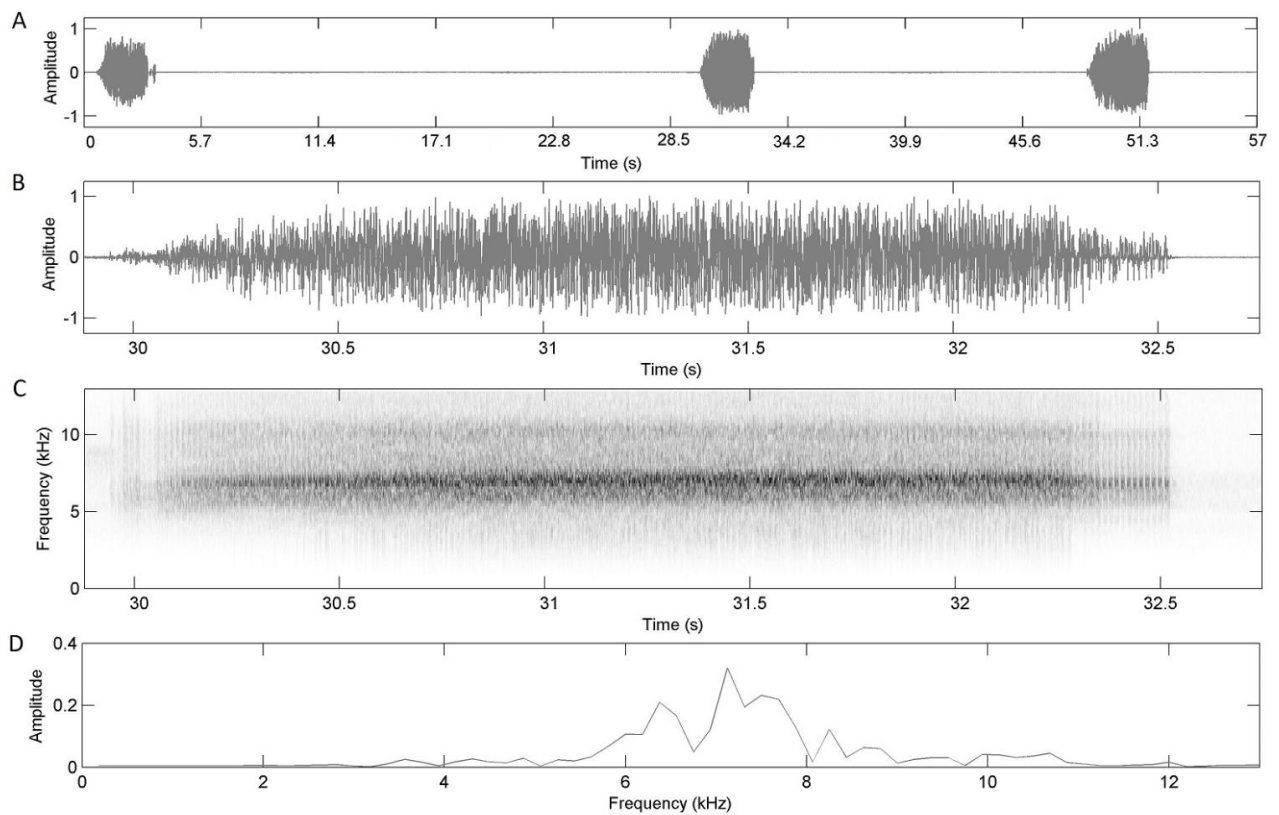 A
Amplitude
1
0
-1
0 5.7 11.4 17.1 22.8 28.5 34.2 39.9 45.6 51.3 57
Time (s)
B
Amplitude
1
0
-1
30 30.5 31 31.5 32 32.5
Time (s)
C
Frequency (kHz)
10
5
0
30 30.5 31 31.5 32 32.5
Time (s)
D
Amplitude
0.4
0.2
0
0 2 4 6 8 10 12
Frequency (kHz)